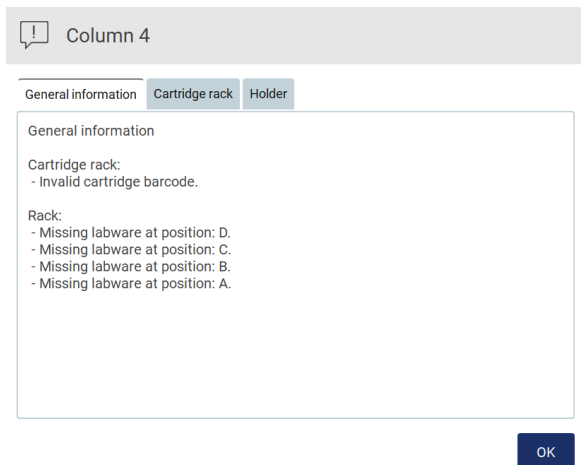 Column 4
General information Cartridge rack Holder
General information
Cartridge rack:
- Invalid cartridge barcode.
Rack:
- Missing labware at position: D.
- Missing labware at position: C.
- Missing labware at position: B.
- Missing labware at position: A.
OK